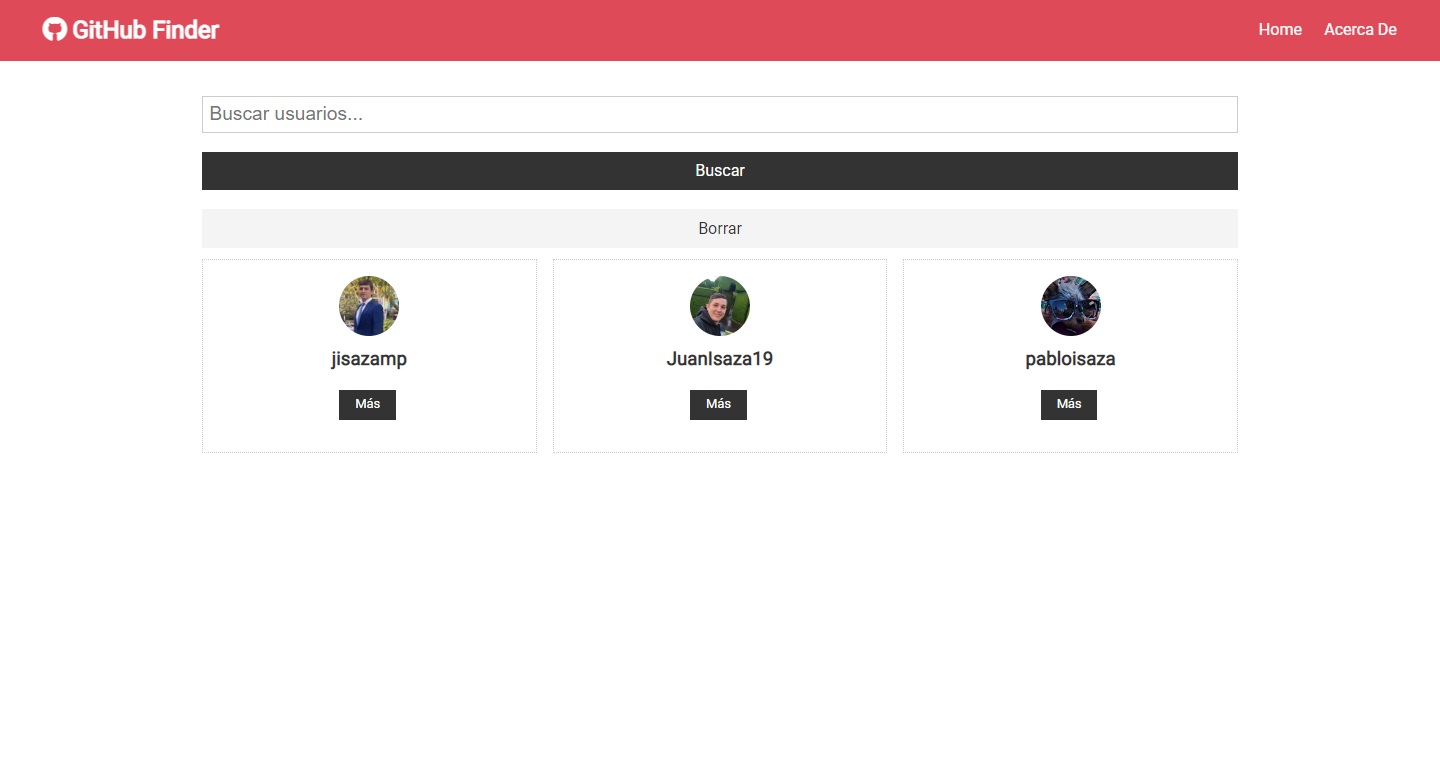 GitHub Finder
Home
Acerca De
Buscar usuarios...
Buscar
Borrar
jisazamp
JuanIsaza19
pabloisaza
Más
Más
Más